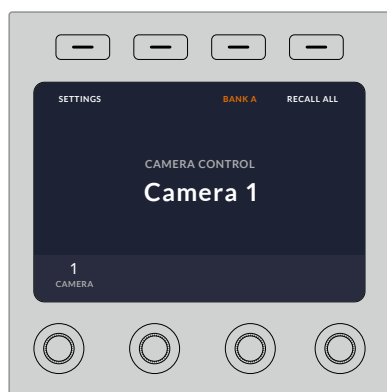 SETTINGS BANK A RECALL ALL
CAMERA CONTROL
Camera 1
1
CAMERA